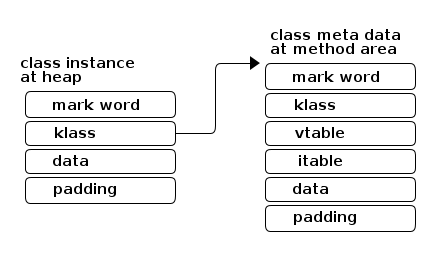 class instance
at heap
mark word
klass
data
padding
class meta data
at method area
mark word
klass
vtable
itable
data
padding